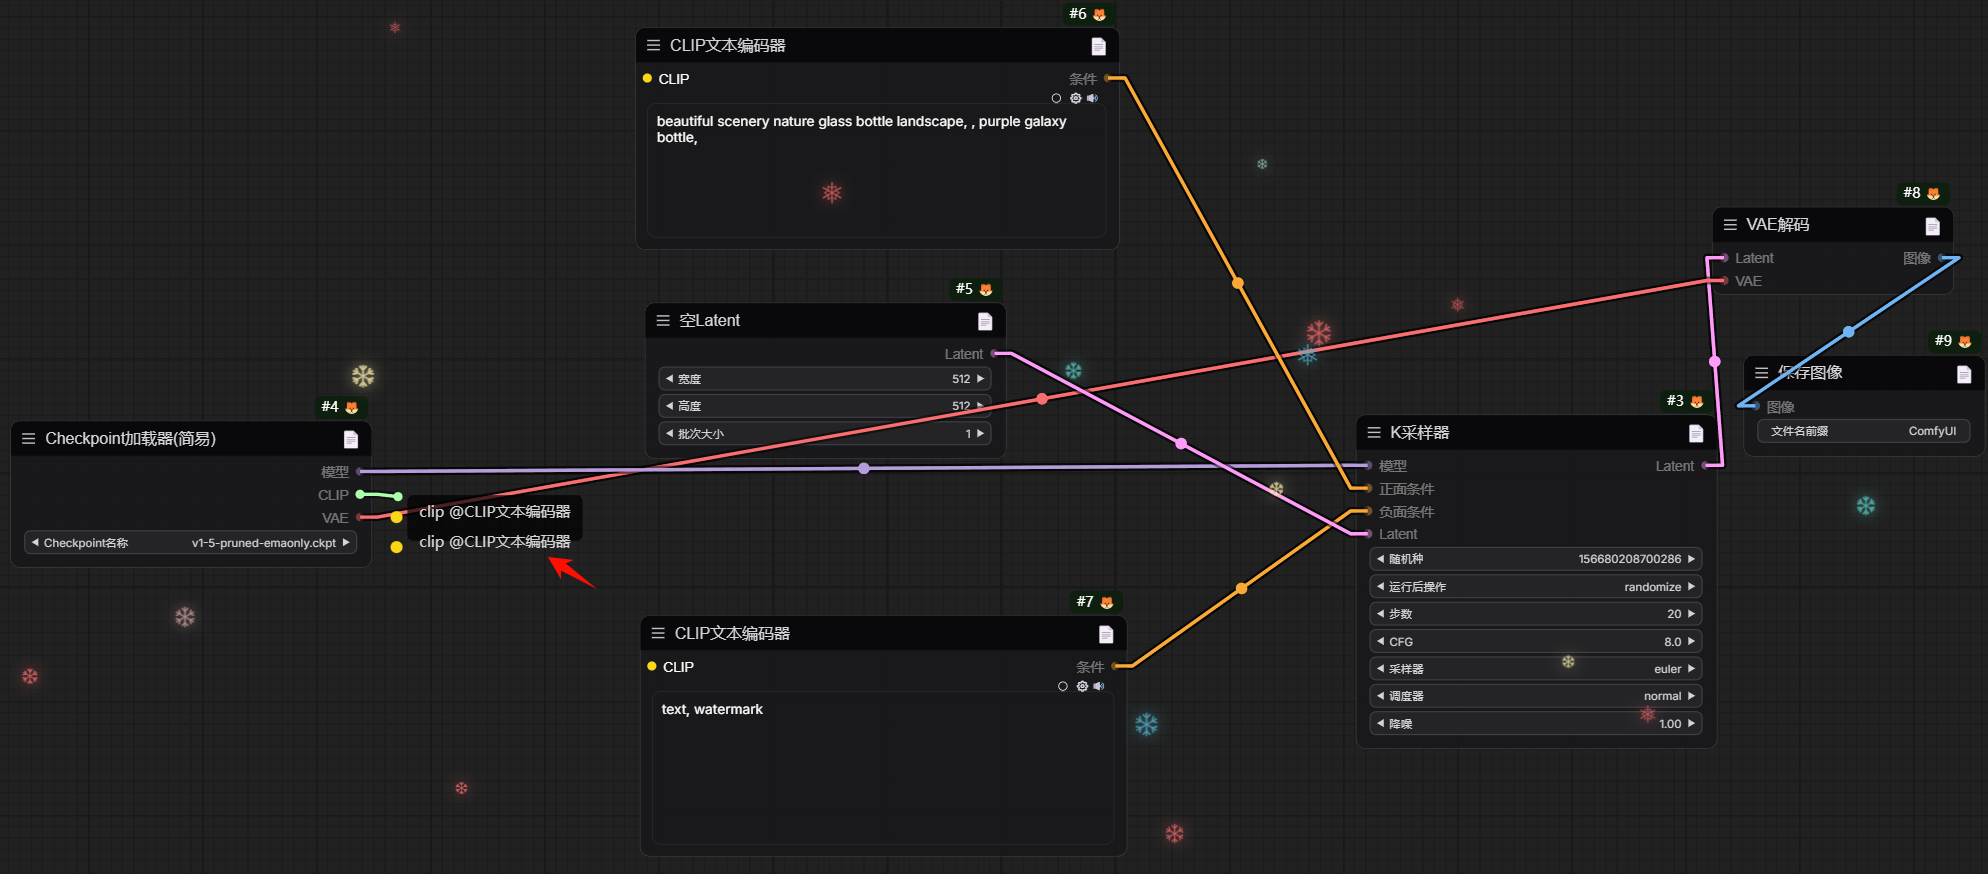 #6
CLIP文本编码器
CLIP
条件
beautiful scenery nature glass bottle landscape, , purple galaxy
bottle,
#5
空Latent
Latent
宽度 512
高度 512
批次大小 1
#4
Checkpoint加载器(简易)
模型
CLIP
VAE
Checkpoint名称 v1-5-pruned-emaonly.ckpt
clip @CLIP文本编码器
clip @CLIP文本编码器
#7
CLIP文本编码器
CLIP
条件
text, watermark
#3
K采样器
模型 Latent
正面条件
负面条件
Latent
随机种 156680208700286
运行后操作 randomize
步数 20
CFG 8.0
采样器 euler
调度器 normal
降噪 1.00
#8
VAE解码
Latent 图像
VAE
#9
保存图像
图像
文件名前缀 ComfyUI